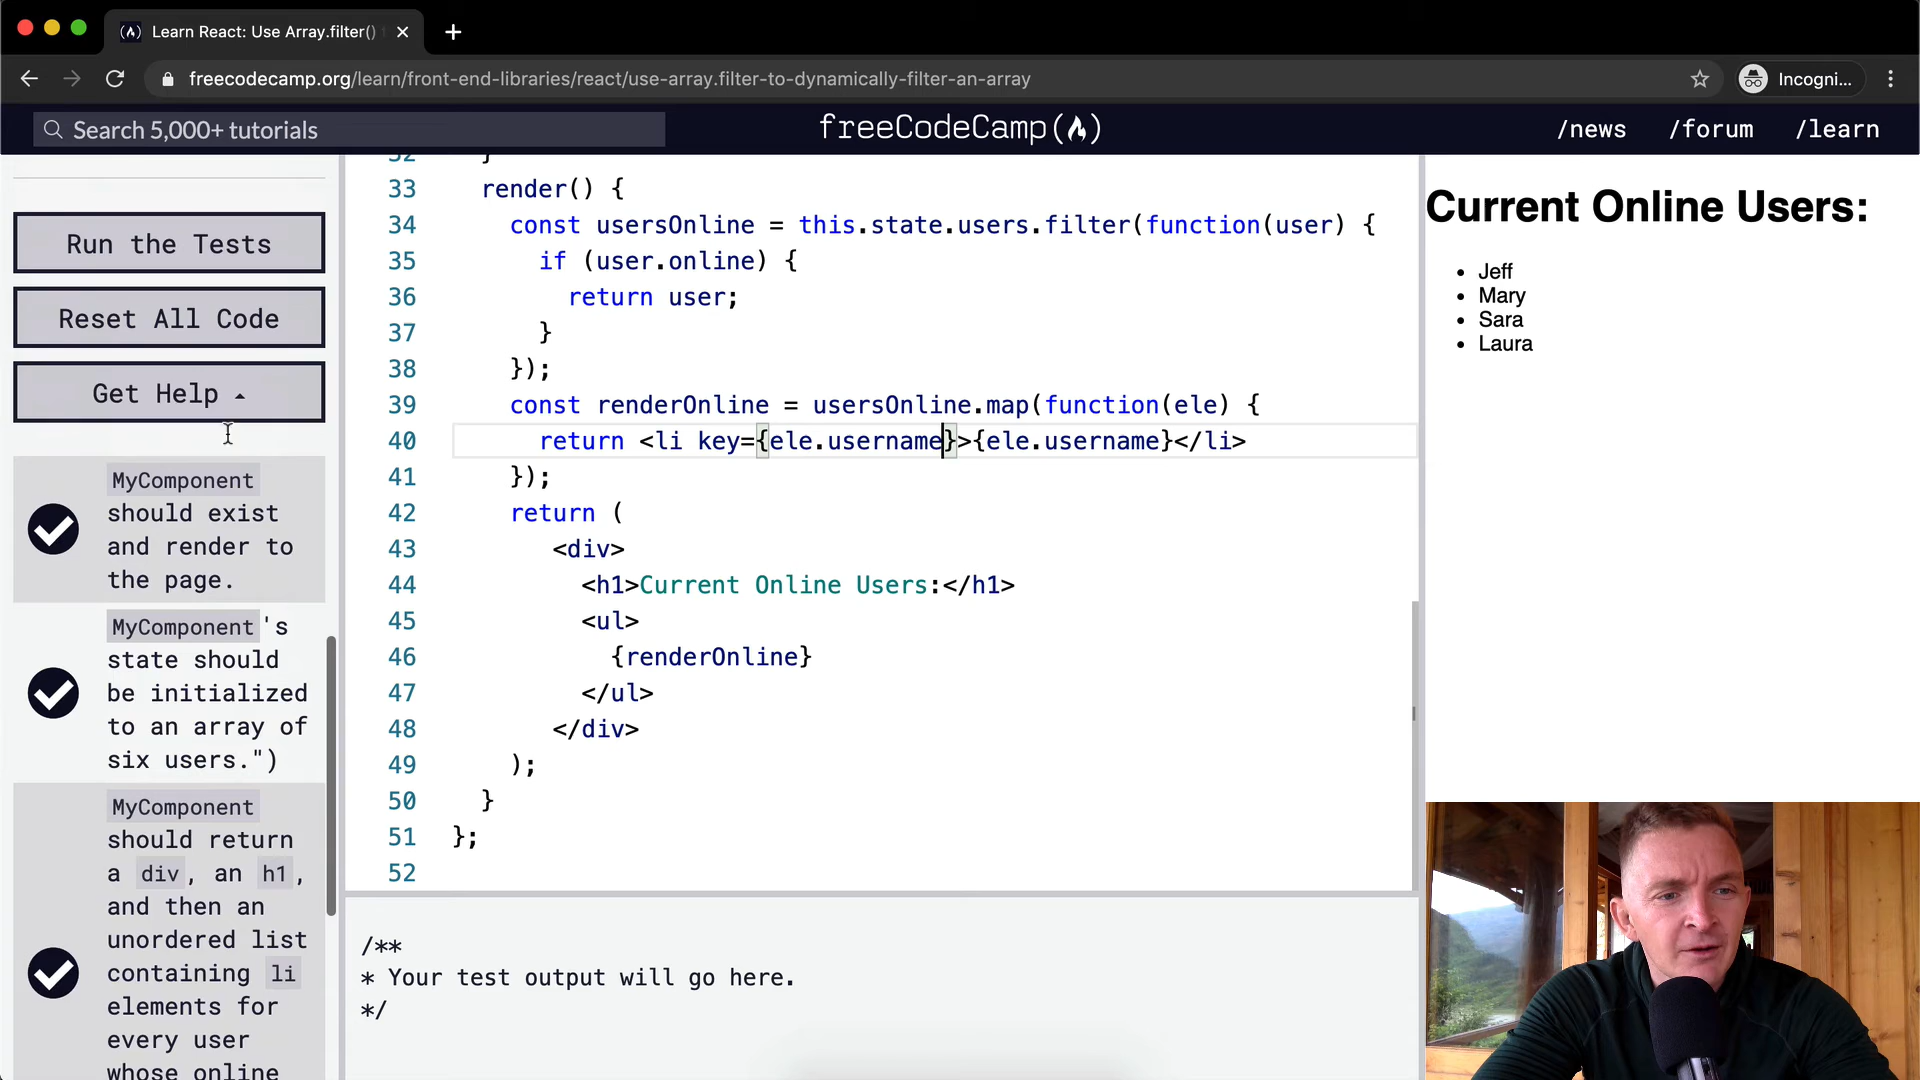 Learn React: Use Array.filter()
freecodecamp.org/learn/front-end-libraries/react/use-array.filter-to-dynamically-filter-an-array
Incogni...
Search 5,000+ tutorials
freeCodeCamp
/news
/forum
/learn
Run the Tests
Reset All Code
Get Help
MyComponent
should exist
and render to
the page.
MyComponent's
state should
be initialized
to an array of
six users.")
MyComponent
should return
a div, an h1,
and then an
unordered list
containing li
elements for
every user
whose online
32 }
33 render() {
34 const usersOnline = this.state.users.filter(function(user) {
35 if (user.online) {
36 return user;
37 }
38 });
39 const renderOnline = usersOnline.map(function(ele) {
40 return <li key={ele.username}>{ele.username}</li>
41 });
42 return (
43 <div>
44 <h1>Current Online Users:</h1>
45 <ul>
46 {renderOnline}
47 </ul>
48 </div>
49 );
50 }
51 };
52
/**
* Your test output will go here.
*/
Current Online Users:
Jeff
Mary
Sara
Laura